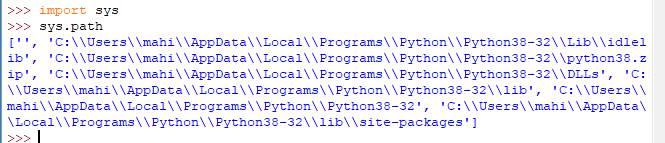 >>> import sys
>>> sys.path
['', 'C:\\Users\\mahi\\AppData\\Local\\Programs\\Python\\Python38-32\\Lib\\idlel
ib', 'C:\\Users\\mahi\\AppData\\Local\\Programs\\Python\\Python38-32\\python38.z
ip', 'C:\\Users\\mahi\\AppData\\Local\\Programs\\Python\\Python38-32\\DLLs', 'C:
\\Users\\mahi\\AppData\\Local\\Programs\\Python\\Python38-32\\lib', 'C:\\Users\\
mahi\\AppData\\Local\\Programs\\Python\\Python38-32', 'C:\\Users\\mahi\\AppData\
\Local\\Programs\\Python\\Python38-32\\lib\\site-packages']
>>>